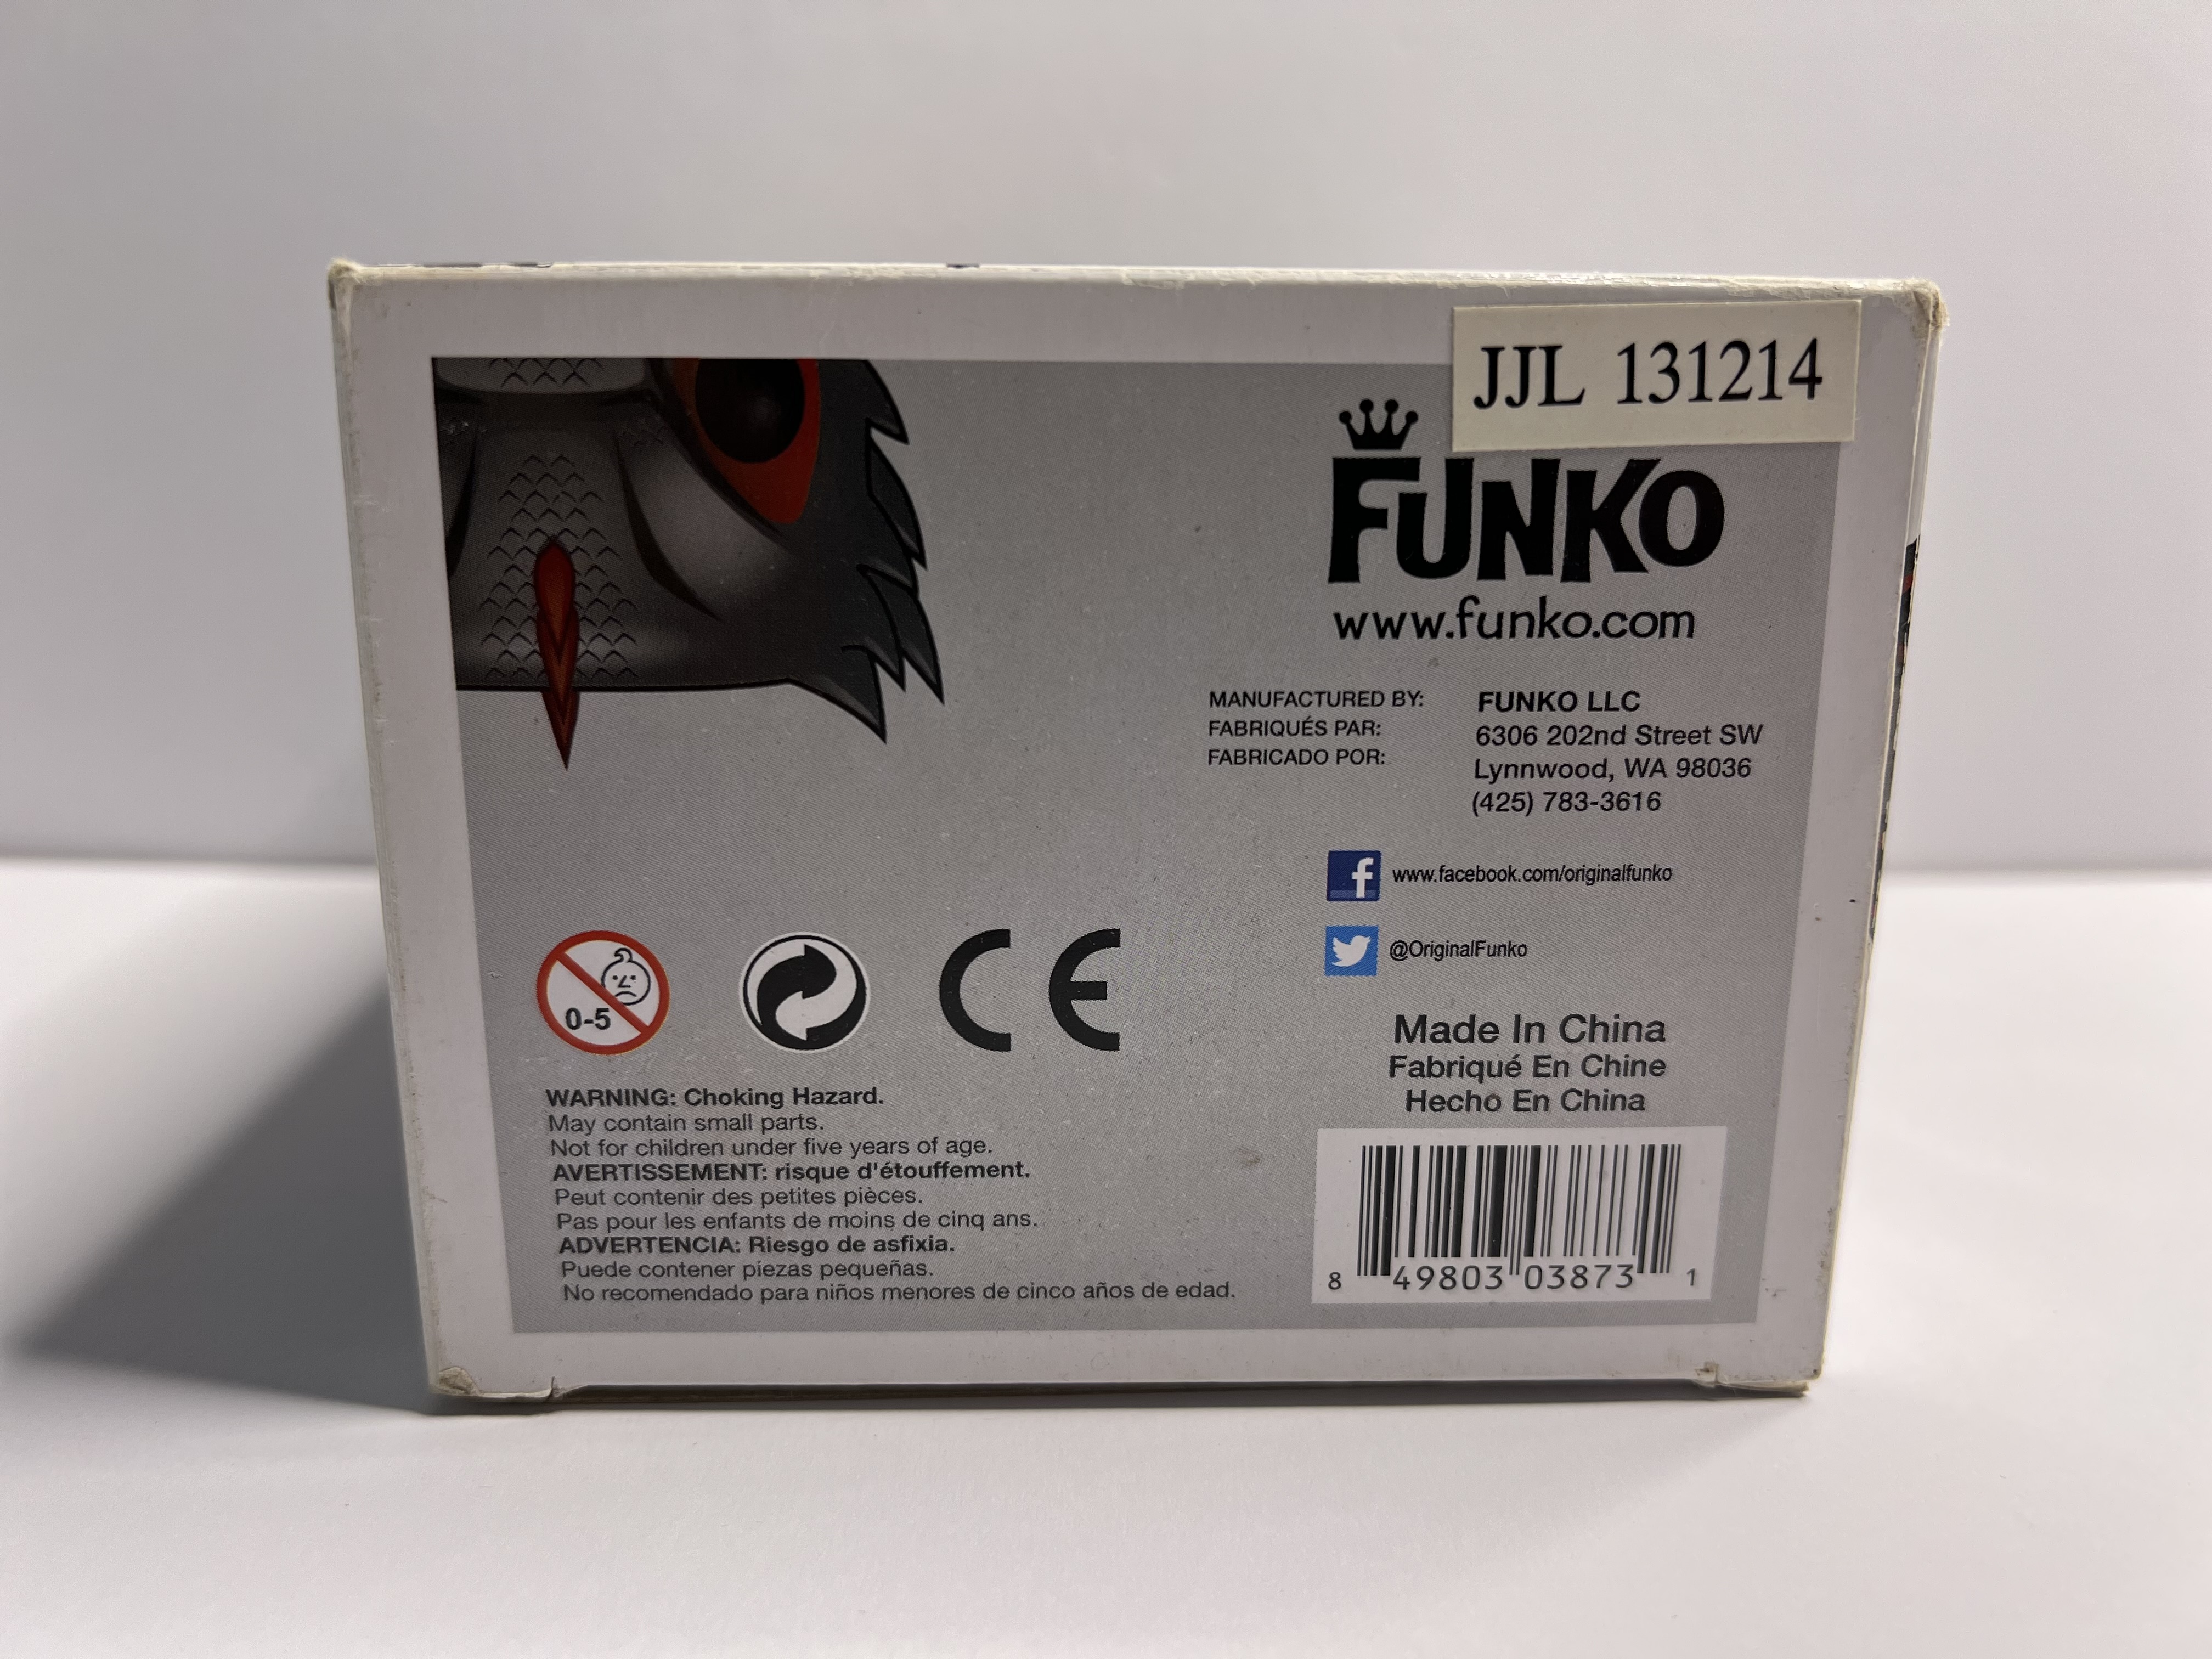 JJL 131214
FUNKO
www.funko.com
MANUFACTURED BY: FUNKO LLC
FABRIQUÉS PAR: 6306 202nd Street SW
FABRICADO POR: Lynnwood, WA 98036
(425) 783-3616
f www.facebook.com/originalfunko
@OriginalFunko
0-5
CE
Made In China
Fabriqué En Chine
Hecho En China
WARNING: Choking Hazard.
May contain small parts.
Not for children under five years of age.
AVERTISSEMENT: risque d'étouffement.
Peut contenir des petites pièces.
Pas pour les enfants de moins de cinq ans.
ADVERTENCIA: Riesgo de asfixia.
Puede contener piezas pequeñas.
No recomendado para niños menores de cinco años de edad.
8 49803 03873 1